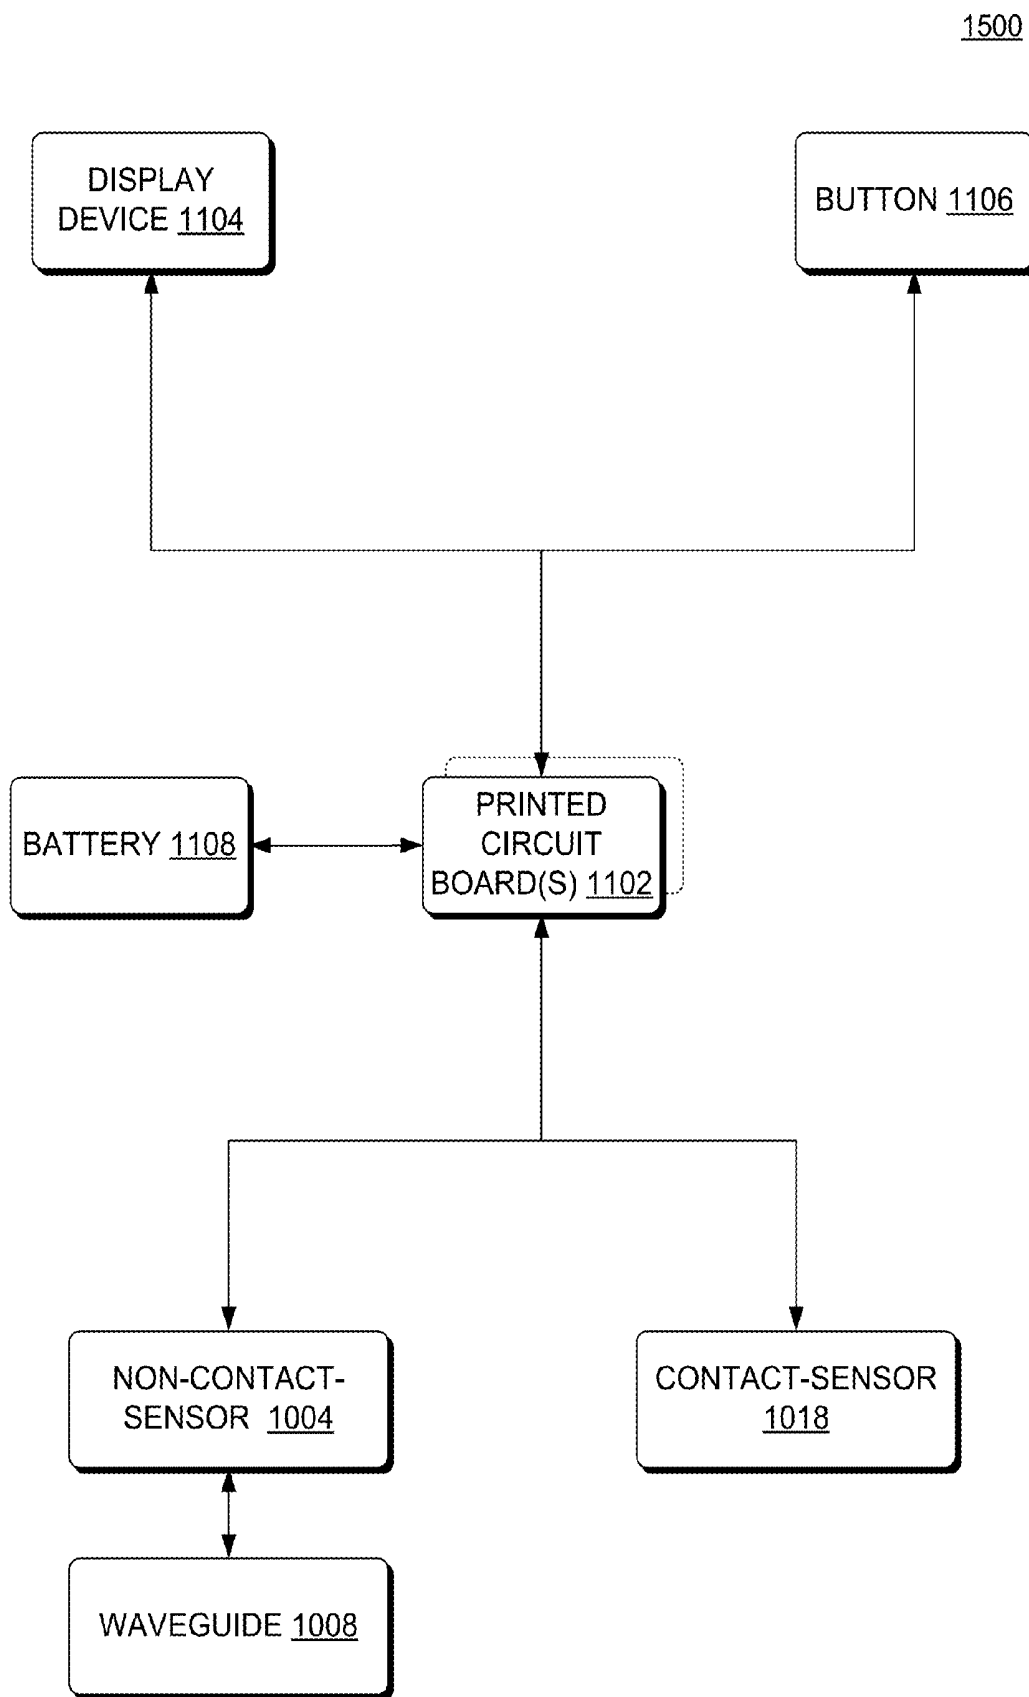 1500
DISPLAY
DEVICE 1104
BUTTON 1106
BATTERY 1108
PRINTED
CIRCUIT
BOARD(S) 1102
NON-CONTACT-
SENSOR 1004
CONTACT-SENSOR
1018
WAVEGUIDE 1008